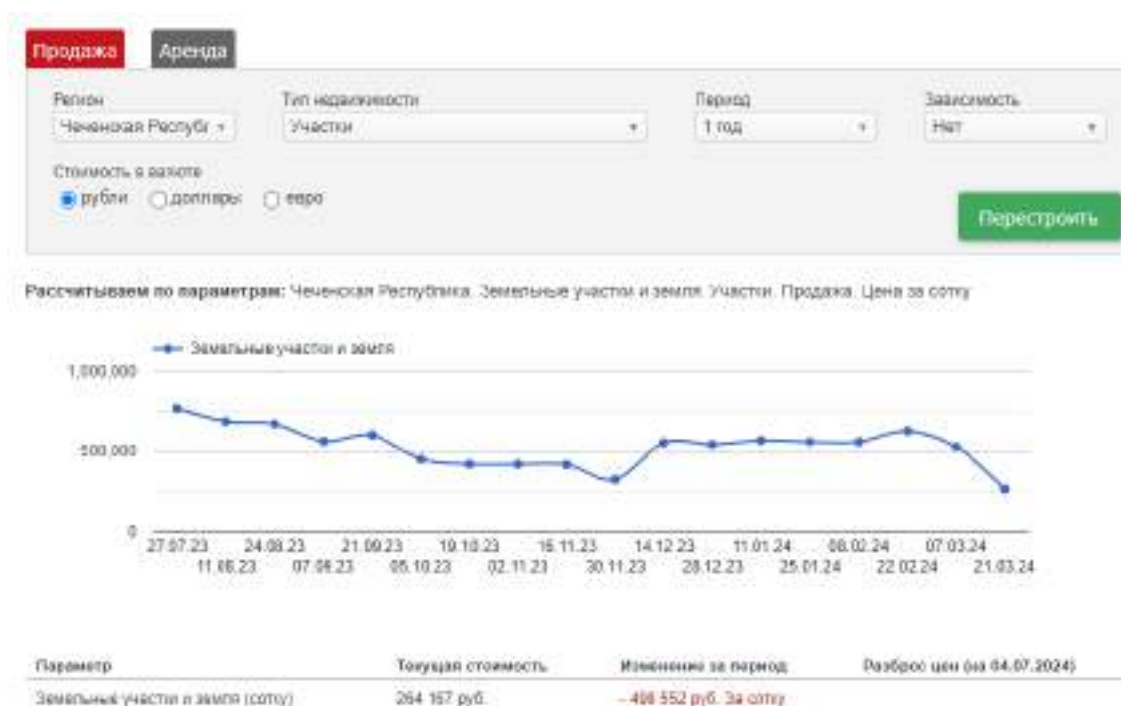 Продажа Аренда
Регион Тип недвижимости Период Зависимость
Чеченская Республ Участки 1 год Нет
Стоимость в валюте
рубли доллары евро
Перестроить
Рассчитываем по параметрам: Чеченская Республика. Земельные участки и земля. Участки. Продажа. Цена за сотку
Земельные участки и земля
1,000,000
500,000
0
27.07.23 24.08.23 21.09.23 19.10.23 16.11.23 14.12.23 11.01.24 08.02.24 07.03.24
11.08.23 07.09.23 05.10.23 02.11.23 30.11.23 28.12.23 25.01.24 22.02.24 21.03.24
Параметр Текущая стоимость Изменение за период Разброс цен (на 04.07.2024)
Земельные участки и земля (сотку) 264 167 руб. 552 руб. За сотку